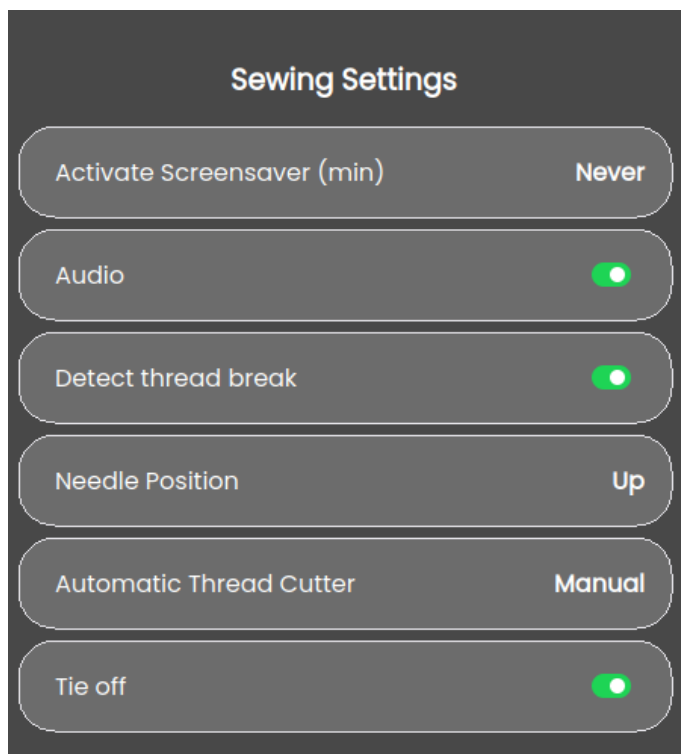 Sewing Settings
Activate Screensaver (min) Never
Audio
Detect thread break
Needle Position Up
Automatic Thread Cutter Manual
Tie off